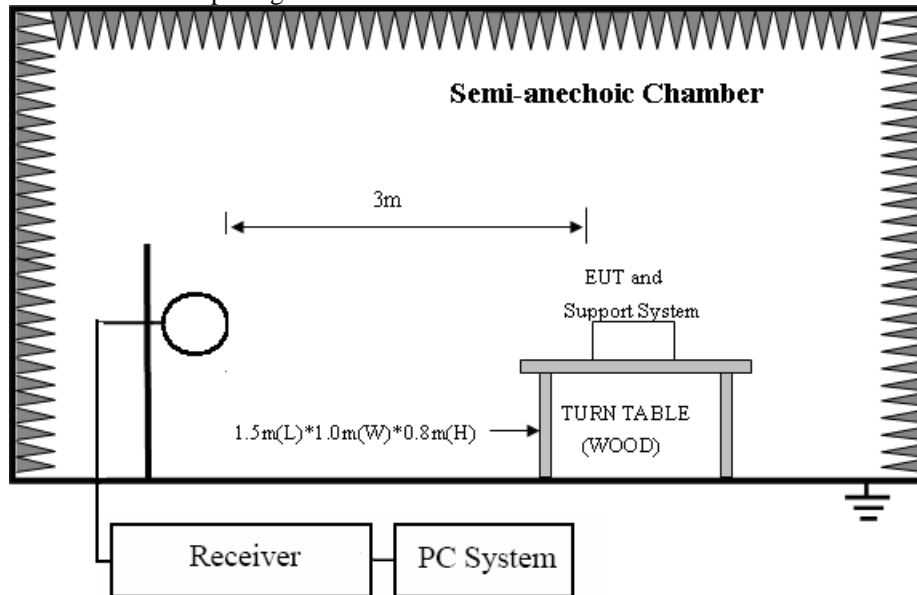 Semi-anechoic Chamber
3m
EUT and
Support System
1.5m(L)*1.0m(W)*0.8m(H)
TURN TABLE
(WOOD)
Receiver
PC System